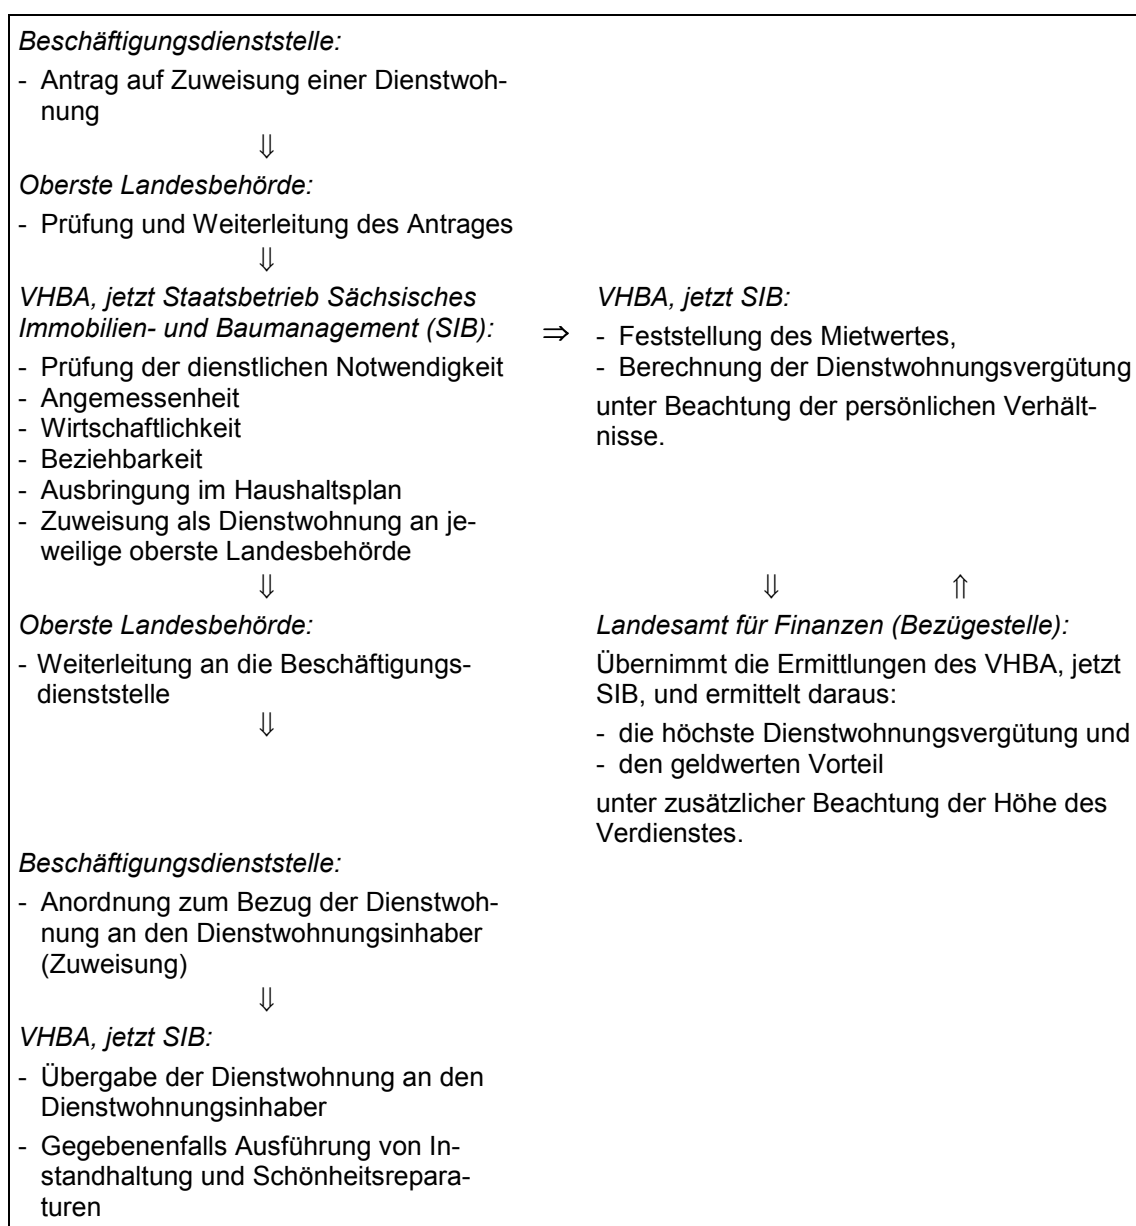 Beschäftigungsdienststelle:
- Antrag auf Zuweisung einer Dienstwoh-
nung
⇓
Oberste Landesbehörde:
- Prüfung und Weiterleitung des Antrages
⇓
VHBA, jetzt Staatsbetrieb Sächsisches
Immobilien- und Baumanagement (SIB):
- Prüfung der dienstlichen Notwendigkeit
- Angemessenheit
- Wirtschaftlichkeit
- Beziehbarkeit
- Ausbringung im Haushaltsplan
- Zuweisung als Dienstwohnung an je-
weilige oberste Landesbehörde
⇒
VHBA, jetzt SIB:
- Feststellung des Mietwertes,
- Berechnung der Dienstwohnungsvergütung
unter Beachtung der persönlichen Verhält-
nisse.
⇓
Oberste Landesbehörde:
- Weiterleitung an die Beschäftigungs-
dienststelle
⇓
⇓ ⇑
Landesamt für Finanzen (Bezügestelle):
Übernimmt die Ermittlungen des VHBA, jetzt
SIB, und ermittelt daraus:
- die höchste Dienstwohnungsvergütung und
- den geldwerten Vorteil
unter zusätzlicher Beachtung der Höhe des
Verdienstes.
Beschäftigungsdienststelle:
- Anordnung zum Bezug der Dienstwoh-
nung an den Dienstwohnungsinhaber
(Zuweisung)
⇓
VHBA, jetzt SIB:
- Übergabe der Dienstwohnung an den
Dienstwohnungsinhaber
- Gegebenenfalls Ausführung von In-
standhaltung und Schönheitsrepara-
turen